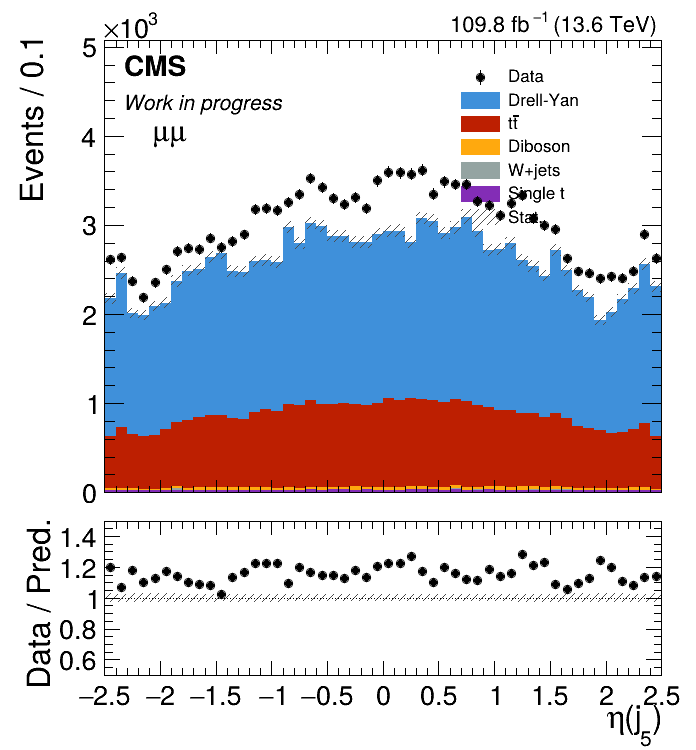 109.8 fb⁻¹ (13.6 TeV)
×10³
CMS
Work in progress
μμ
Data
Drell-Yan
tt̄
Diboson
W+jets
Single t
Stat.
Events / 0.1
5
4
3
2
1
0
Data / Pred.
1.4
1.2
1
0.8
0.6
−2.5 −2 −1.5 −1 −0.5 0 0.5 1 1.5 2 2.5
η(j₅)